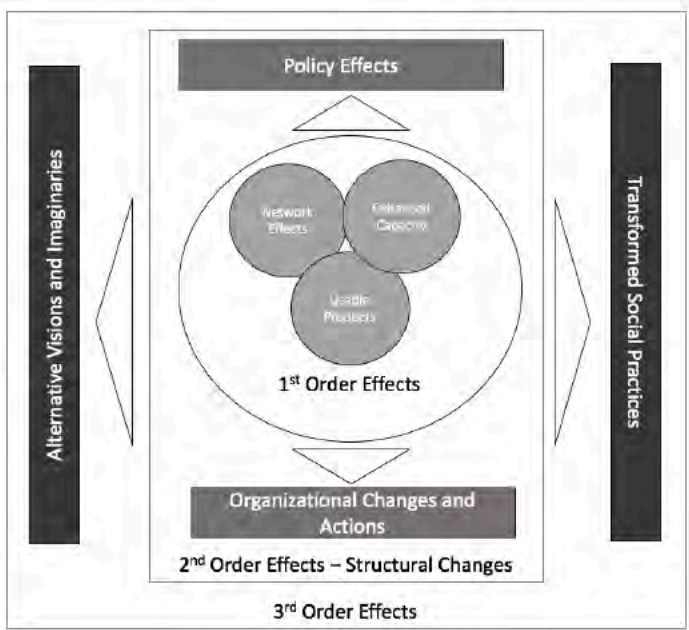 Policy Effects
Alternative Visions and Imaginaries
Transformed Social Practices
Network
Effects
Enhanced
Capacity
Usable
Products
1st Order Effects
Organizational Changes and
Actions
2nd Order Effects – Structural Changes
3rd Order Effects